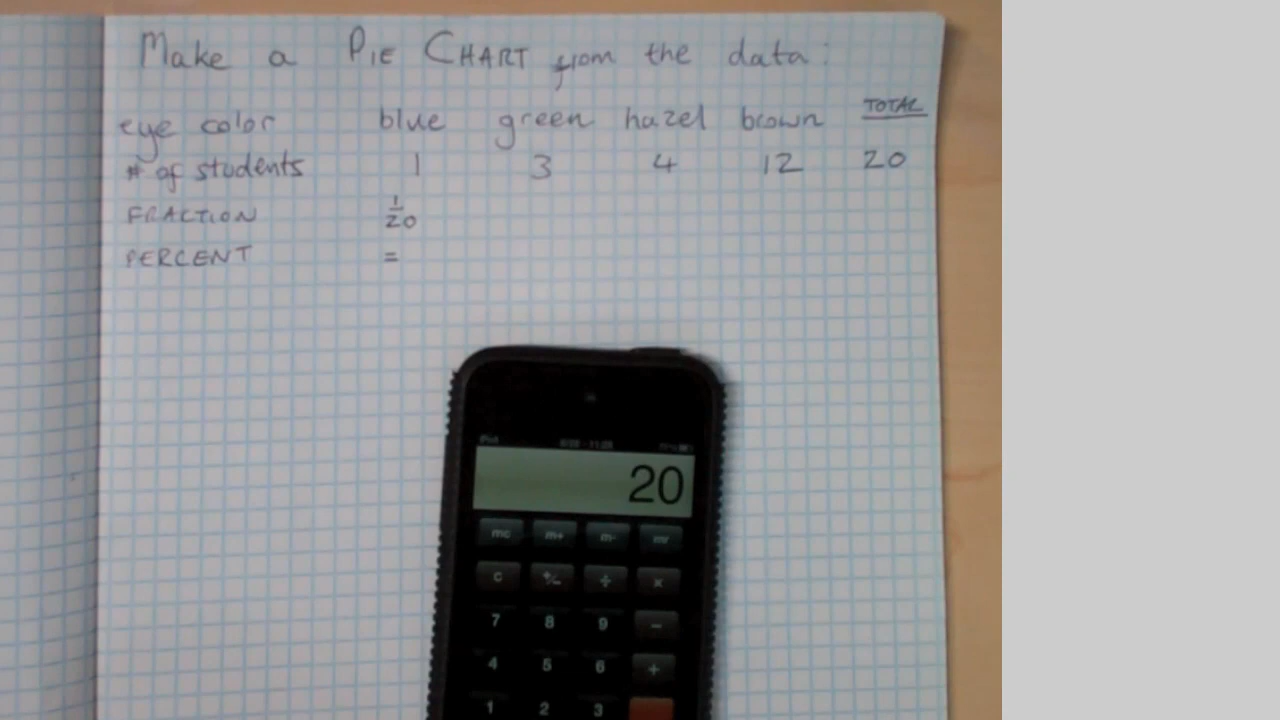 Make a PIE CHART from the data:
eye color blue green hazel brown TOTAL
# of students 1 3 4 12 20
FRACTION 1/20
PERCENT =
20
mc m+ m- mr
c +/- ÷ ×
7 8 9 −
4 5 6 +
1 2 3